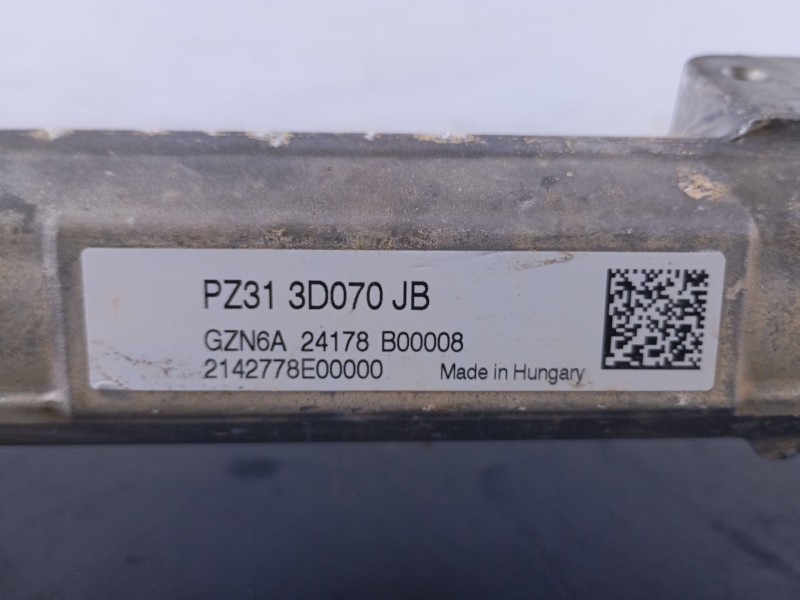 PZ31 3D070 JB
GZN6A 24178 B00008
2142778E00000 Made in Hungary